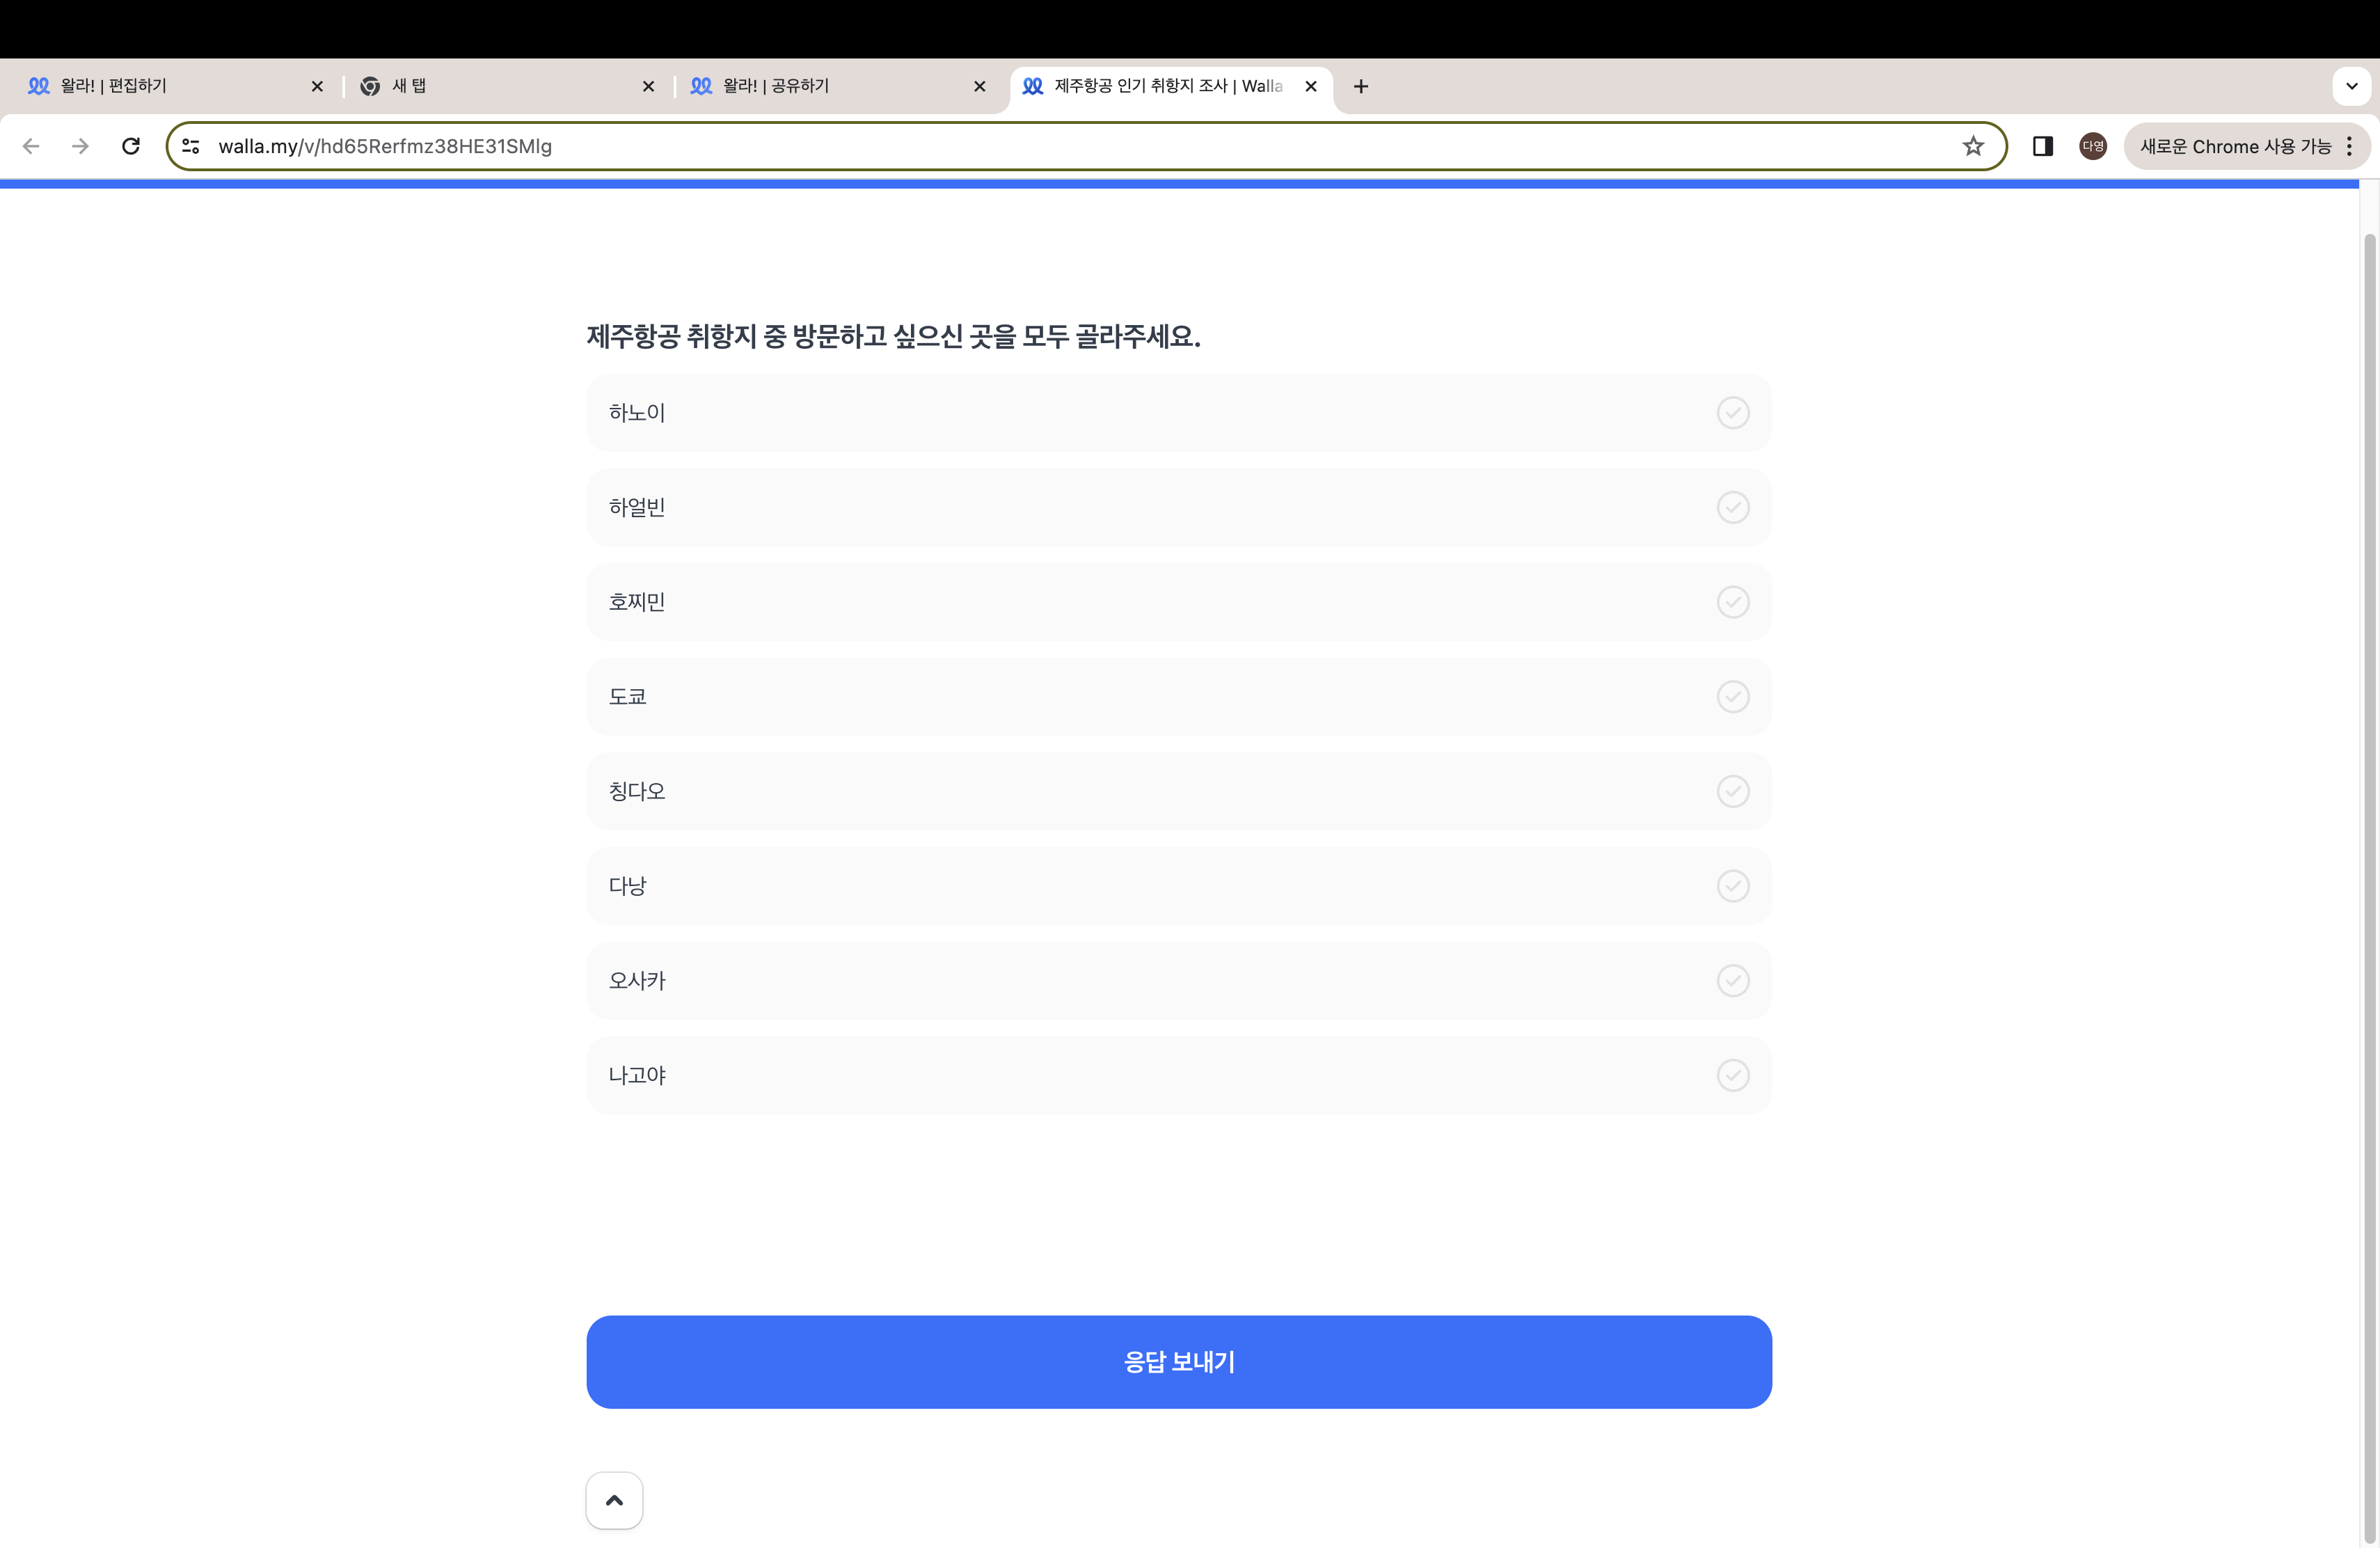 왈라! | 편집하기
새 탭
왈라! | 공유하기
제주항공 인기 취항지 조사 | Walla
walla.my/v/hd65Rerfmz38HE31SMlg
다영
새로운 Chrome 사용 가능
제주항공 취항지 중 방문하고 싶으신 곳을 모두 골라주세요.
하노이
하얼빈
호찌민
도쿄
칭다오
다낭
오사카
나고야
응답 보내기